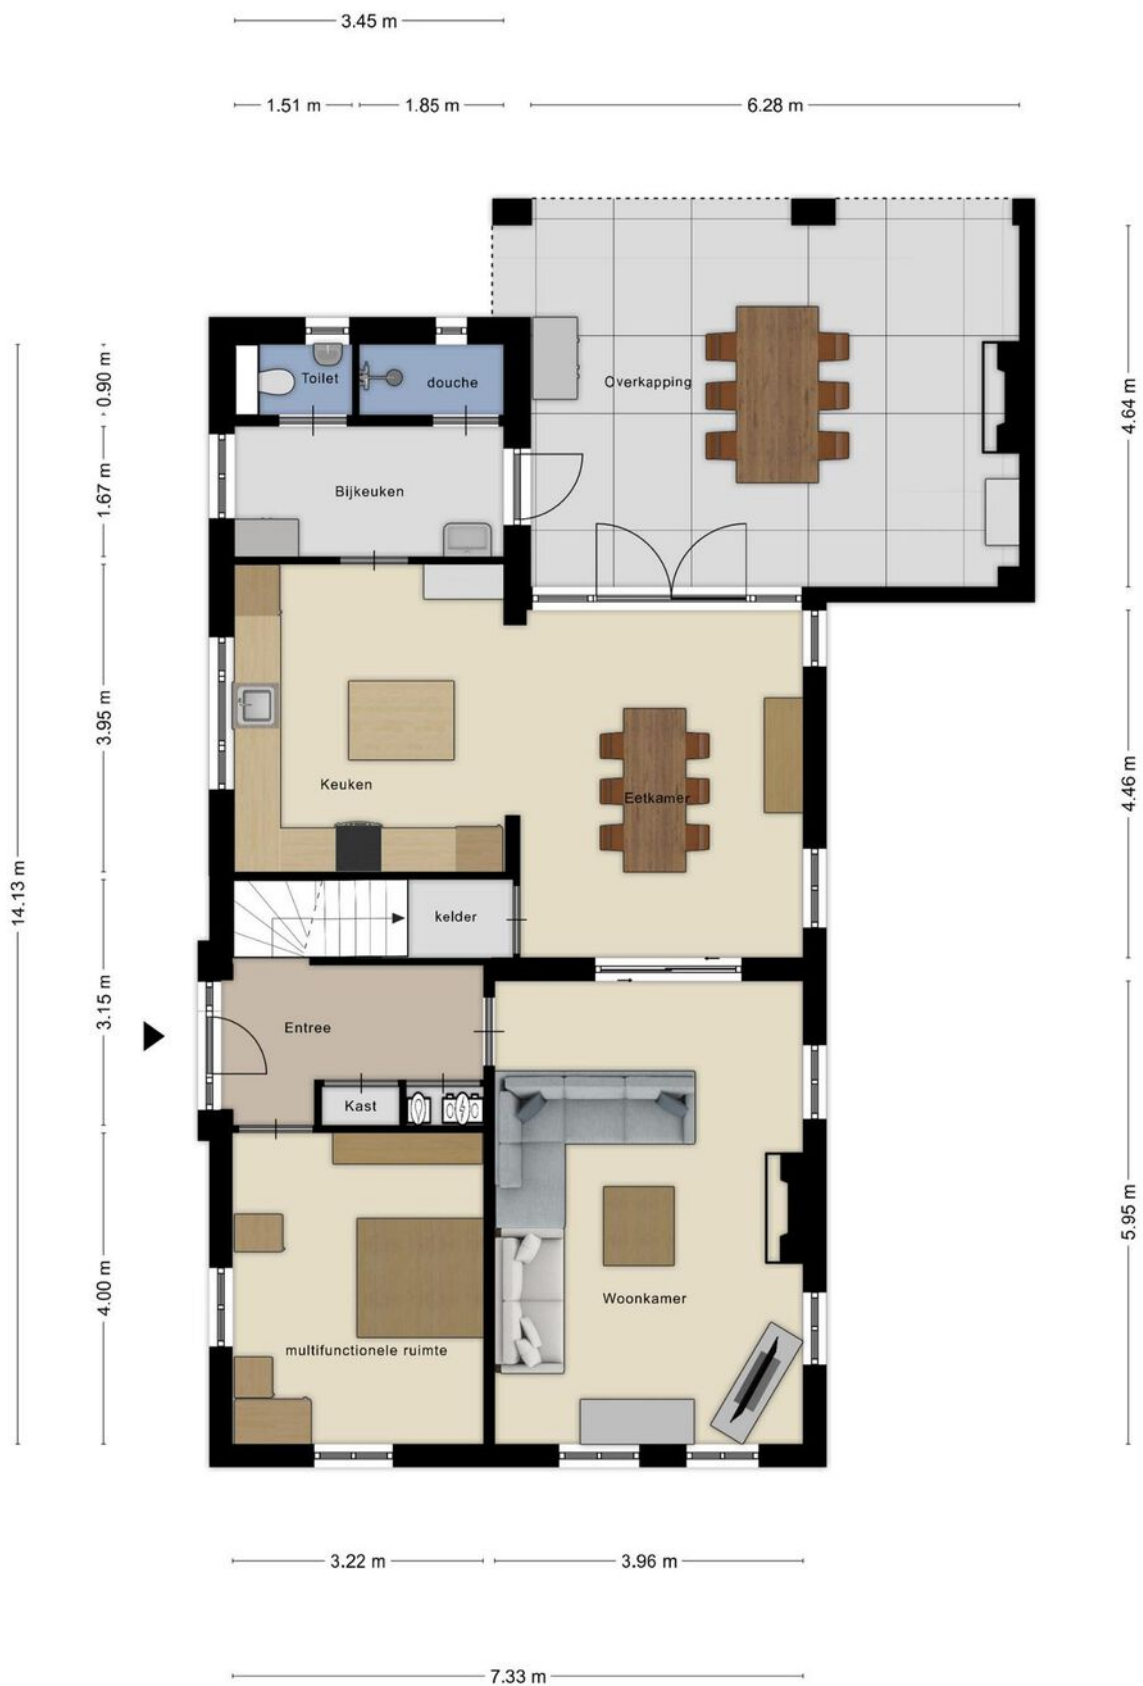 3.45 m
1.51 m
1.85 m
6.28 m
0.90 m
Toilet
douche
Overkapping
4.64 m
1.67 m
Bijkeuken
3.95 m
Keuken
Eetkamer
4.46 m
14.13 m
kelder
3.15 m
Entree
Kast
5.95 m
4.00 m
Woonkamer
multifunctionele ruimte
3.22 m
3.96 m
7.33 m